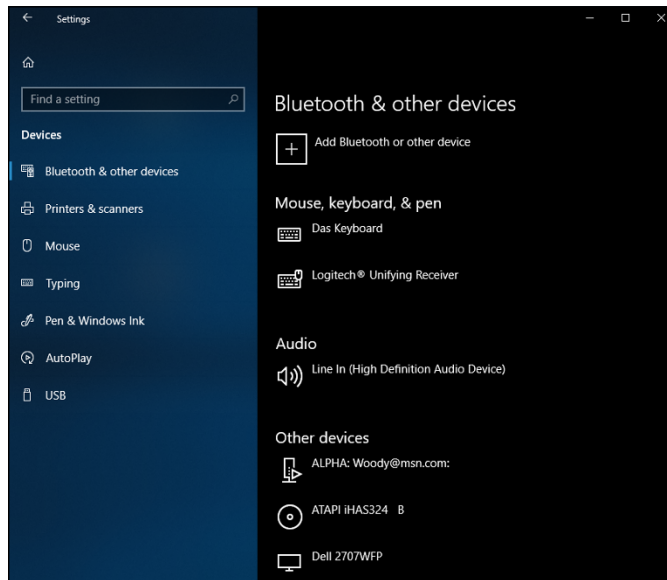 Settings
Find a setting
Devices
Bluetooth & other devices
Printers & scanners
Mouse
Typing
Pen & Windows Ink
AutoPlay
USB
Bluetooth & other devices
Add Bluetooth or other device
Mouse, keyboard, & pen
Das Keyboard
Logitech® Unifying Receiver
Audio
Line In (High Definition Audio Device)
Other devices
ALPHA: Woody@msn.com:
ATAPI iHAS324 B
Dell 2707WFP